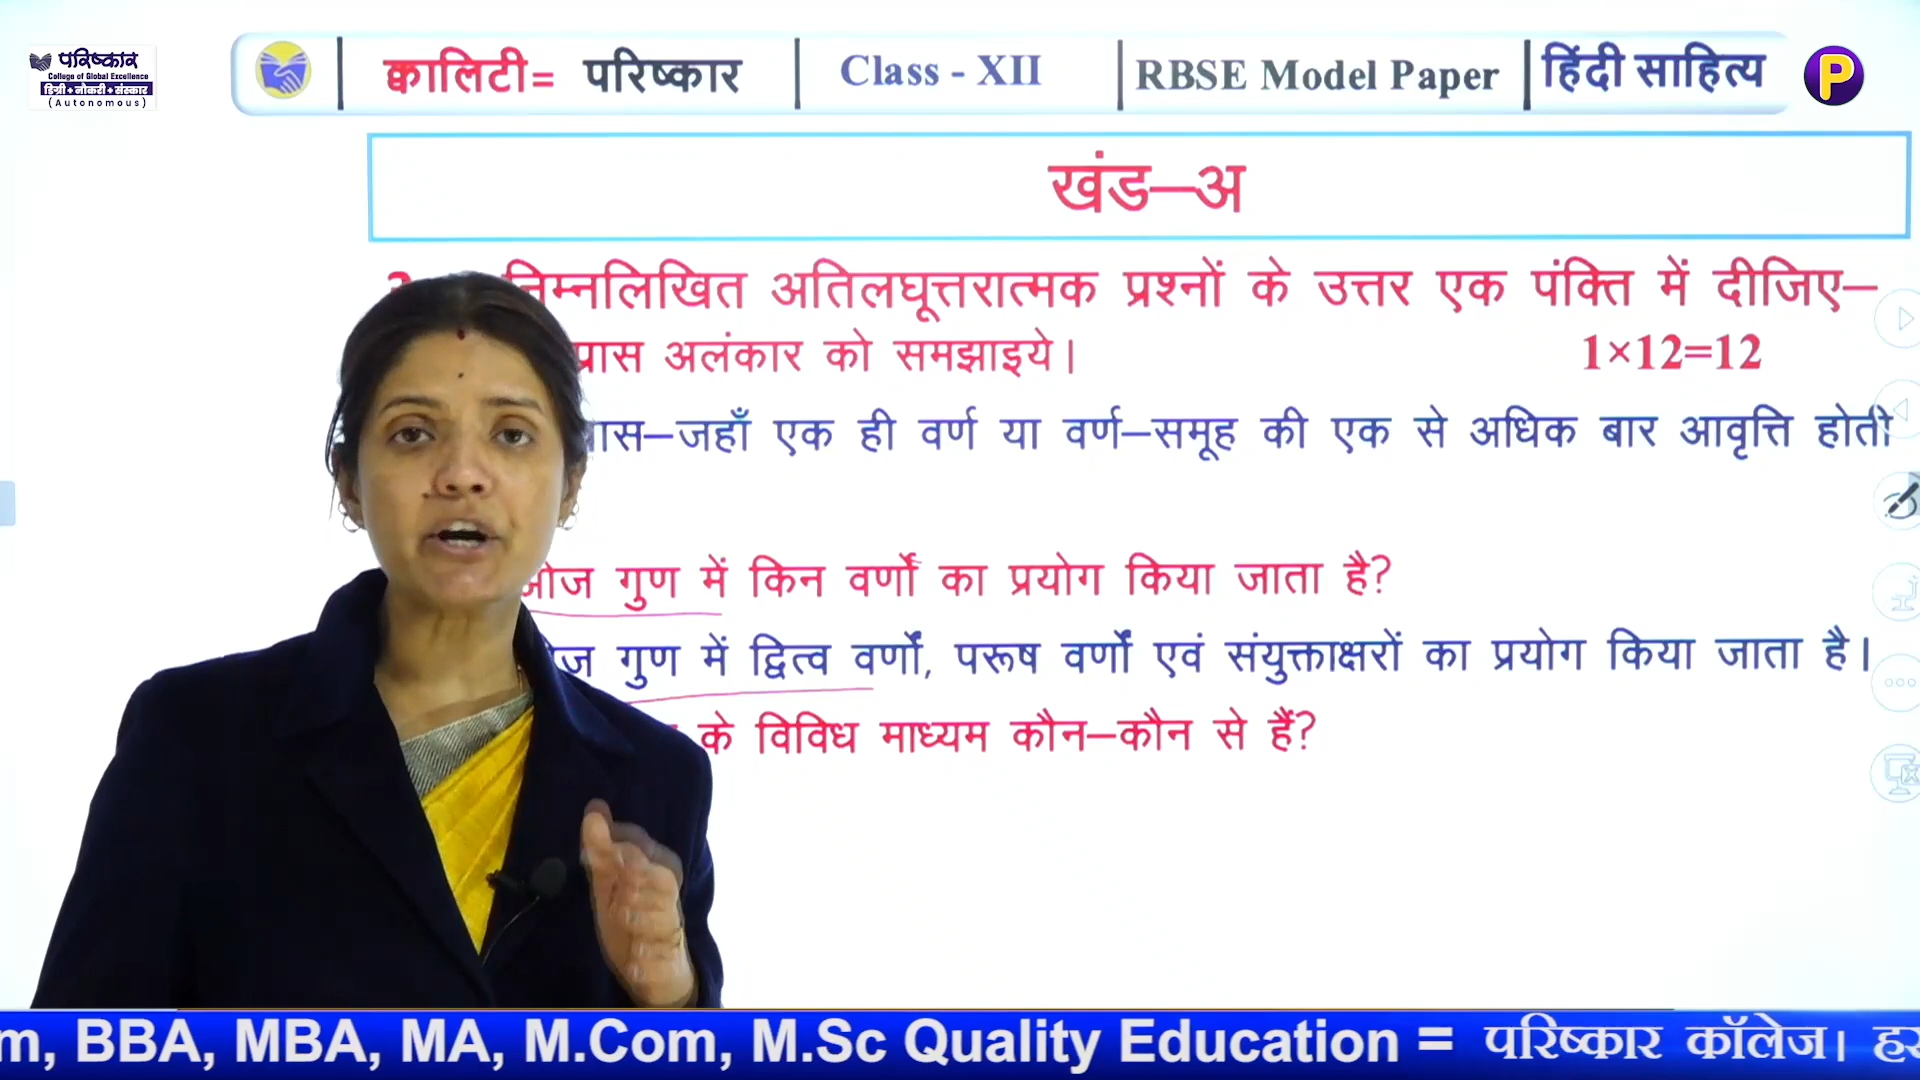 परिष्कार
College of Global Excellence
डिग्री + नौकरी + संस्कार
(Autonomous)
क्वालिटी= परिष्कार
Class - XII
RBSE Model Paper
हिंदी साहित्य
P
खंड–अ
निम्नलिखित अतिलघूत्तरात्मक प्रश्नों के उत्तर एक पंक्ति में दीजिए–
अलंकार को समझाइये। 1×12=12
जहाँ एक ही वर्ण या वर्ण–समूह की एक से अधिक बार आवृत्ति होती
ओज गुण में किन वर्णों का प्रयोग किया जाता है?
गुण में द्वित्व वर्णों, परूष वर्णों एवं संयुक्ताक्षरों का प्रयोग किया जाता है।
के विविध माध्यम कौन–कौन से हैं?
BBA, MBA, MA, M.Com, M.Sc Quality Education = परिष्कार कॉलेज।